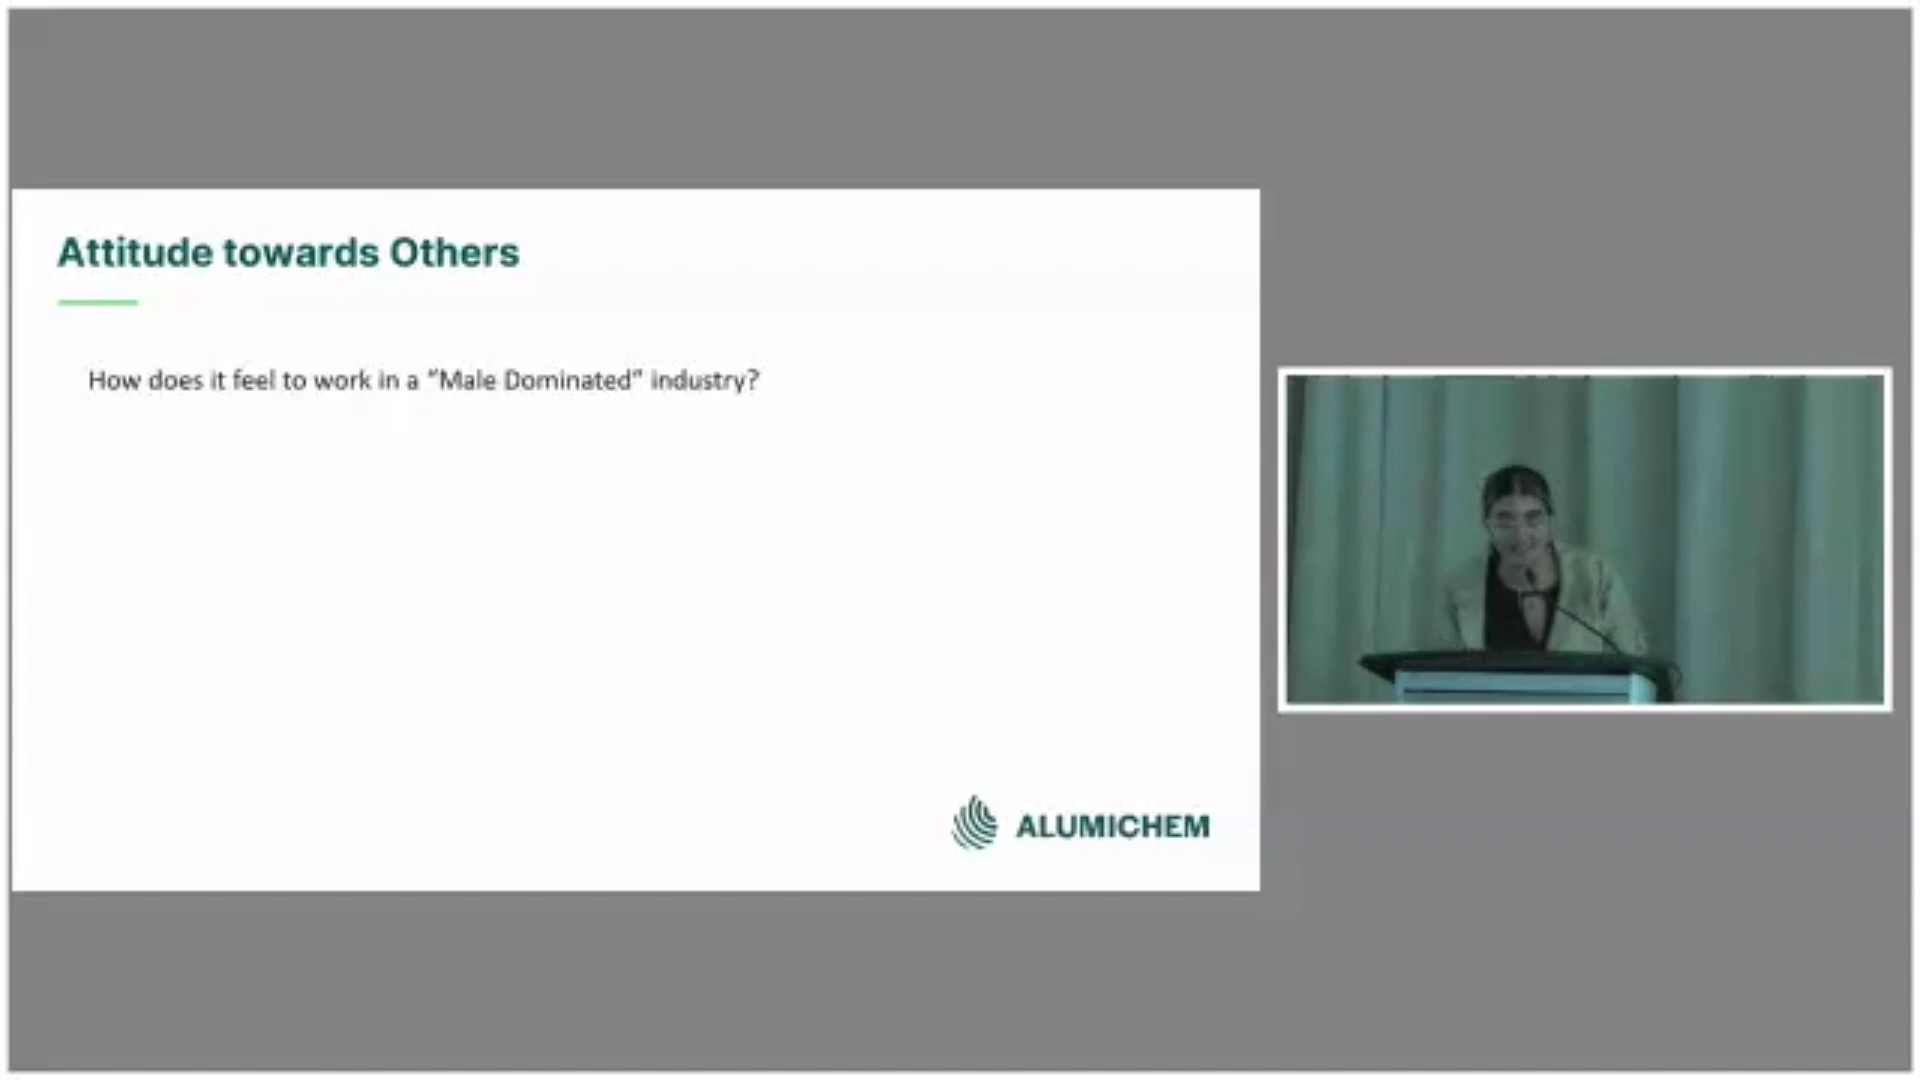 Attitude towards Others
How does it feel to work in a “Male Dominated” industry?
ALUMICHEM